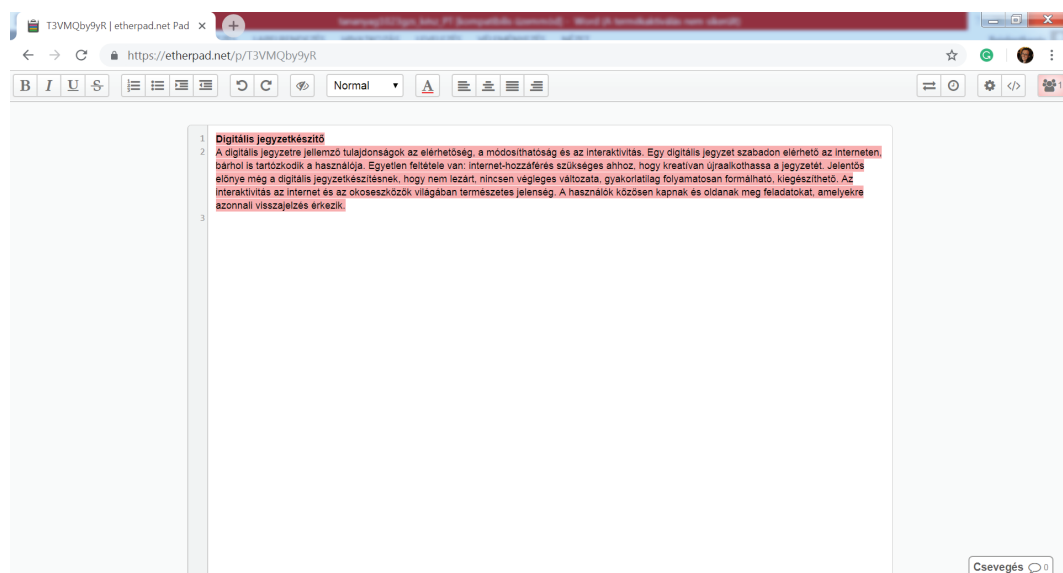 T3VMQby9yR | etherpad.net Pad
https://etherpad.net/p/T3VMQby9yR
B I U S Normal A 1
1 Digitális jegyzetkészítő
2 A digitális jegyzetre jellemző tulajdonságok az elérhetőség, a módosíthatóság és az interaktivitás. Egy digitális jegyzet szabadon elérhető az interneten,
bárhol is tartózkodik a használója. Egyetlen feltétele van: internet-hozzáférés szükséges ahhoz, hogy kreatívan újraalkothassa a jegyzetét. Jelentős
előnye még a digitális jegyzetkészítésnek, hogy nem lezárt, nincsen végleges változata, gyakorlatilag folyamatosan formálható, kiegészíthető. Az
interaktivitás az internet és az okoseszközök világában természetes jelenség. A használók közösen kapnak és oldanak meg feladatokat, amelyekre
azonnali visszajelzés érkezik.
3
Csevegés 0